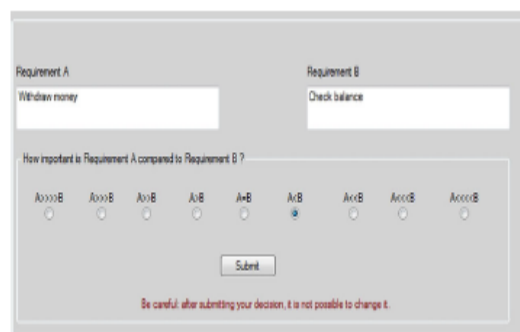 Requirement A Requirement B
Withdraw money Check balance
How important is Requirement A compared to Requirement B ?
A>>>>B A>>>B A>>B A>B A=B A<B A<<B A<<<B A<<<<B
Submit
Be careful: after submitting your decision, it is not possible to change it.